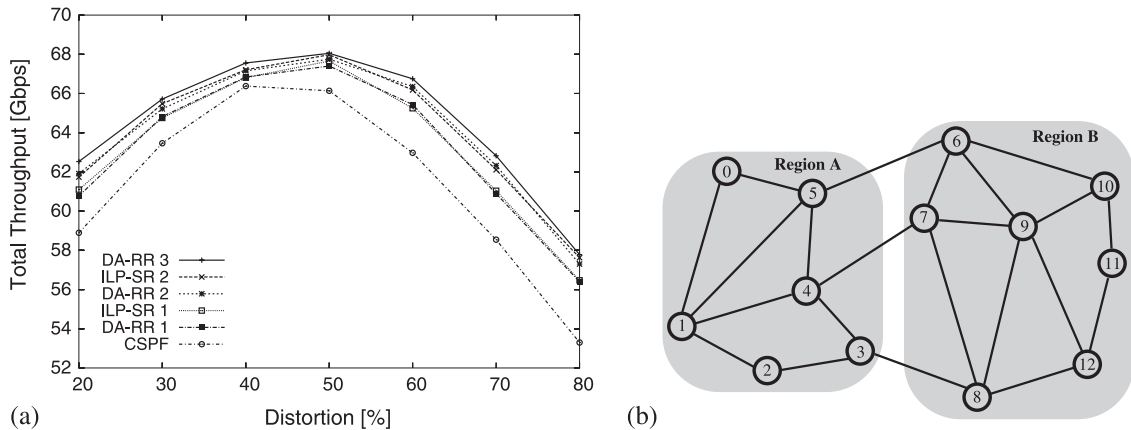 70
68
66
64
62
60
58
56
54
52
Total Throughput [Gbps]
DA-RR 3
ILP-SR 2
DA-RR 2
ILP-SR 1
DA-RR 1
CSPF
20 30 40 50 60 70 80
Distortion [%]
(a)
Region A
Region B
0
5
6
10
7
9
11
4
1
3
2
12
8
(b)